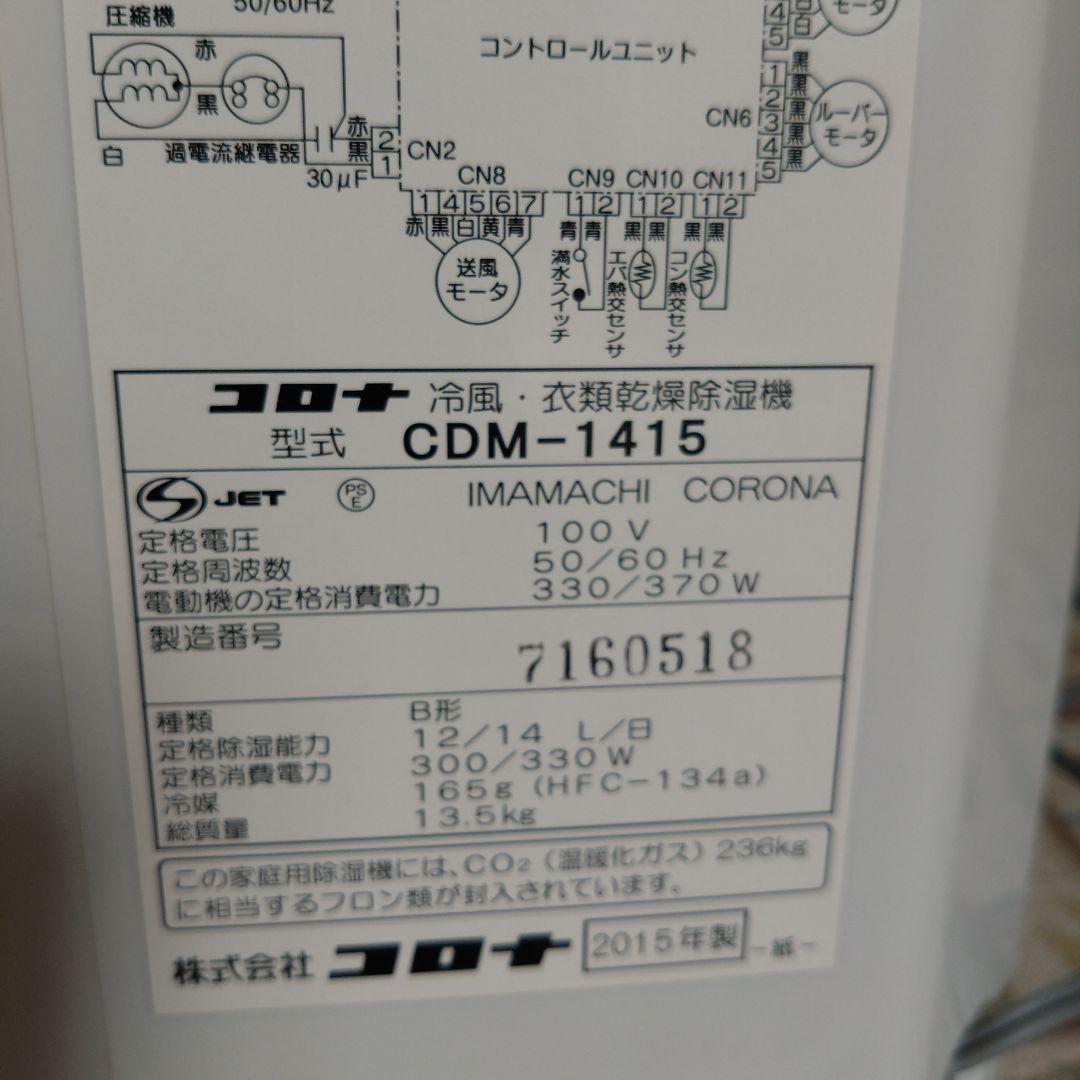 圧縮機
50/60Hz
赤
黒
白
過電流継電器
30μF
赤 2
黒 1
CN2
コントロールユニット
4 白
5 白
モータ
CN6
1 黒
2 黒
3 黒
4 黒
5 黒
ルーバー
モータ
CN8
1 4 5 6 7
赤 黒 白 黄 青
送風
モータ
CN9 CN10 CN11
1 2 1 2 1 2
青 青 黒 黒 黒 黒
満水スイッチ
エバ熱交センサ
コン熱交センサ
コロナ 冷風・衣類乾燥除湿機
型式 CDM-1415
JET PS E IMAMACHI CORONA
定格電圧 100 V
定格周波数 50/60 Hz
電動機の定格消費電力 330/370 W
製造番号 7160518
種類 B形
定格除湿能力 12/14 L/日
定格消費電力 300/330 W
冷媒 165g (HFC-134a)
総質量 13.5kg
この家庭用除湿機には、CO₂(温暖化ガス)236kg
に相当するフロン類が封入されています。
株式会社 コロナ 2015年製 -紙-